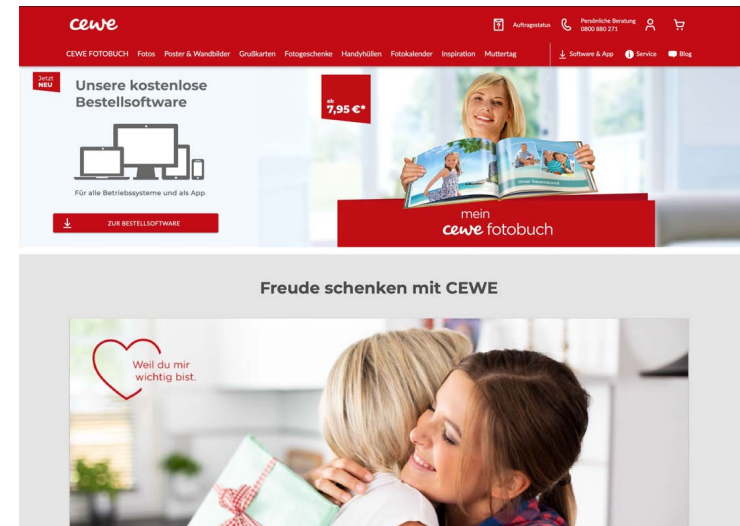 cewe
Auftragsstatus
Persönliche Beratung
0800 880 271
CEWE FOTOBUCH Fotos Poster & Wandbilder Grußkarten Fotogeschenke Handyhüllen Fotokalender Inspiration Muttertag Software & App Service Blog
Jetzt
NEU
Unsere kostenlose
Bestellsoftware
Für alle Betriebssysteme und als App
ZUR BESTELLSOFTWARE
ab
7,95 €*
mein
cewe fotobuch
Freude schenken mit CEWE
Weil du mir
wichtig bist.